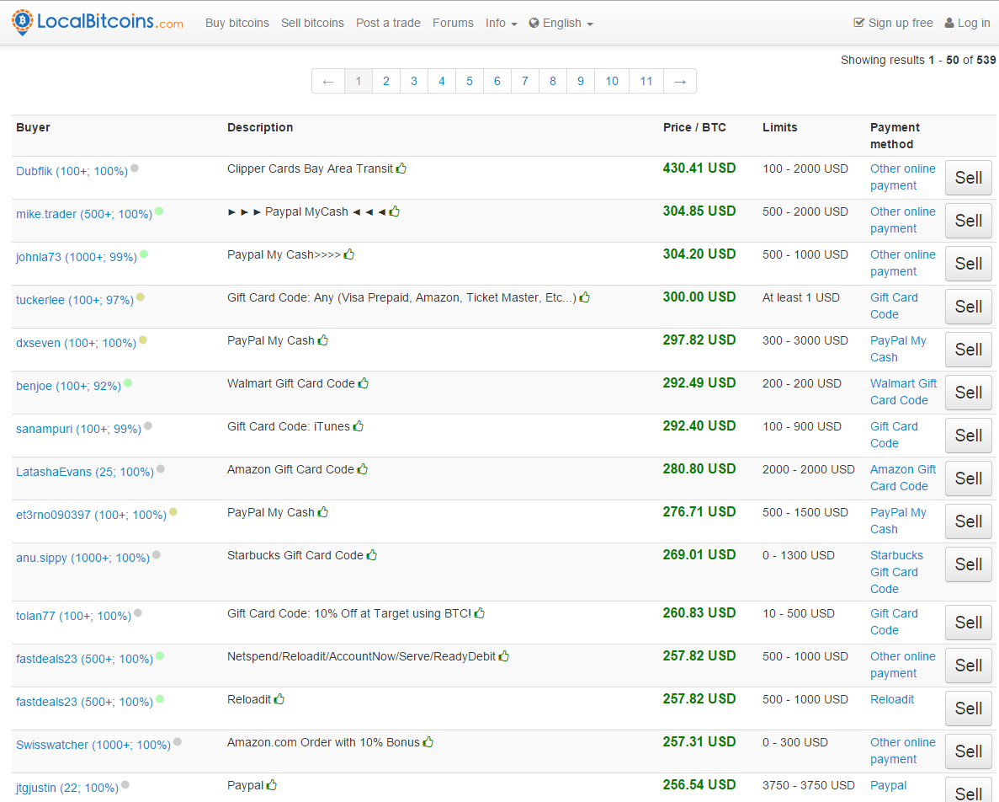 LocalBitcoins.com Buy bitcoins Sell bitcoins Post a trade Forums Info English Sign up free Log in
Showing results 1 - 50 of 539
← 1 2 3 4 5 6 7 8 9 10 11 →
Buyer Description Price / BTC Limits Payment
method
Dubflik (100+; 100%) Clipper Cards Bay Area Transit 430.41 USD 100 - 2000 USD Other online
payment Sell
mike.trader (500+; 100%) ► ► ► Paypal MyCash ◄ ◄ ◄ 304.85 USD 500 - 2000 USD Other online
payment Sell
johnla73 (1000+; 99%) Paypal My Cash>>>> 304.20 USD 500 - 1000 USD Other online
payment Sell
tuckerlee (100+; 97%) Gift Card Code: Any (Visa Prepaid, Amazon, Ticket Master, Etc...) 300.00 USD At least 1 USD Gift Card
Code Sell
dxseven (100+; 100%) PayPal My Cash 297.82 USD 300 - 3000 USD PayPal My
Cash Sell
benjoe (100+; 92%) Walmart Gift Card Code 292.49 USD 200 - 200 USD Walmart Gift
Card Code Sell
sanampuri (100+; 99%) Gift Card Code: iTunes 292.40 USD 100 - 900 USD Gift Card
Code Sell
LatashaEvans (25; 100%) Amazon Gift Card Code 280.80 USD 2000 - 2000 USD Amazon Gift
Card Code Sell
et3rno090397 (100+; 100%) PayPal My Cash 276.71 USD 500 - 1500 USD PayPal My
Cash Sell
anu.sippy (1000+; 100%) Starbucks Gift Card Code 269.01 USD 0 - 1300 USD Starbucks
Gift Card Sell
Code
tolan77 (100+; 100%) Gift Card Code: 10% Off at Target using BTC! 260.83 USD 10 - 500 USD Gift Card
Code Sell
fastdeals23 (500+; 100%) Netspend/Reloadit/AccountNow/Serve/ReadyDebit 257.82 USD 500 - 1000 USD Other online
payment Sell
fastdeals23 (500+; 100%) Reloadit 257.82 USD 500 - 1000 USD Reloadit Sell
Swisswatcher (1000+; 100%) Amazon.com Order with 10% Bonus 257.31 USD 0 - 300 USD Other online
payment Sell
jtgjustin (22; 100%) Paypal 256.54 USD 3750 - 3750 USD Paypal Sell